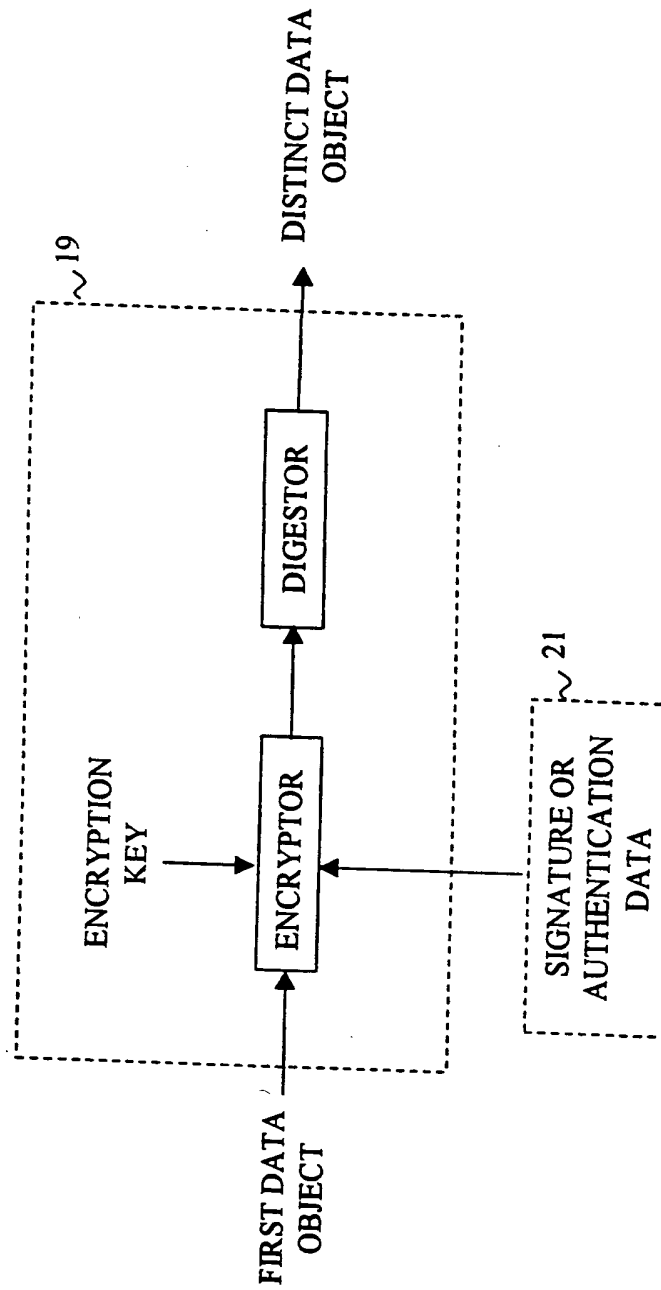 19
ENCRYPTION
KEY
FIRST DATA
OBJECT
ENCRYPTOR
DIGESTOR
DISTINCT DATA
OBJECT
21
SIGNATURE OR
AUTHENTICATION
DATA